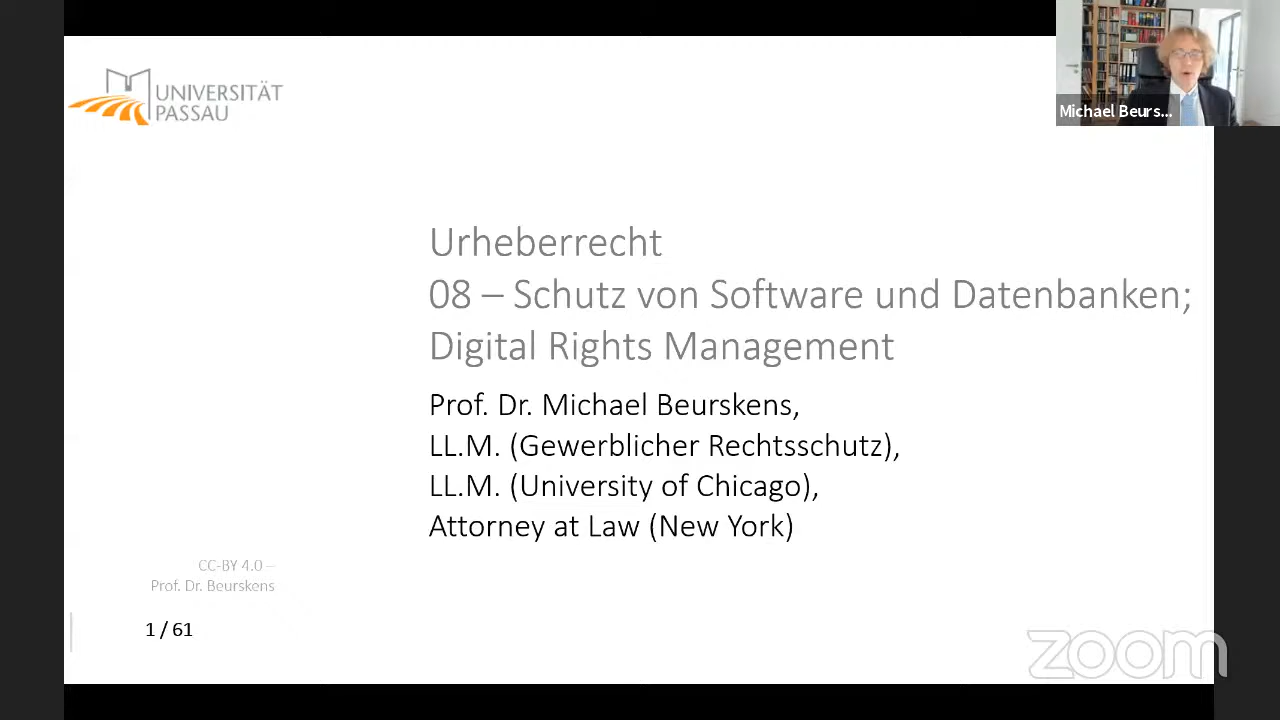 UNIVERSITÄT
PASSAU
Michael Beurs...
Urheberrecht
08 – Schutz von Software und Datenbanken;
Digital Rights Management
Prof. Dr. Michael Beurskens,
LL.M. (Gewerblicher Rechtsschutz),
LL.M. (University of Chicago),
Attorney at Law (New York)
CC-BY 4.0 –
Prof. Dr. Beurskens
1 / 61
zoom